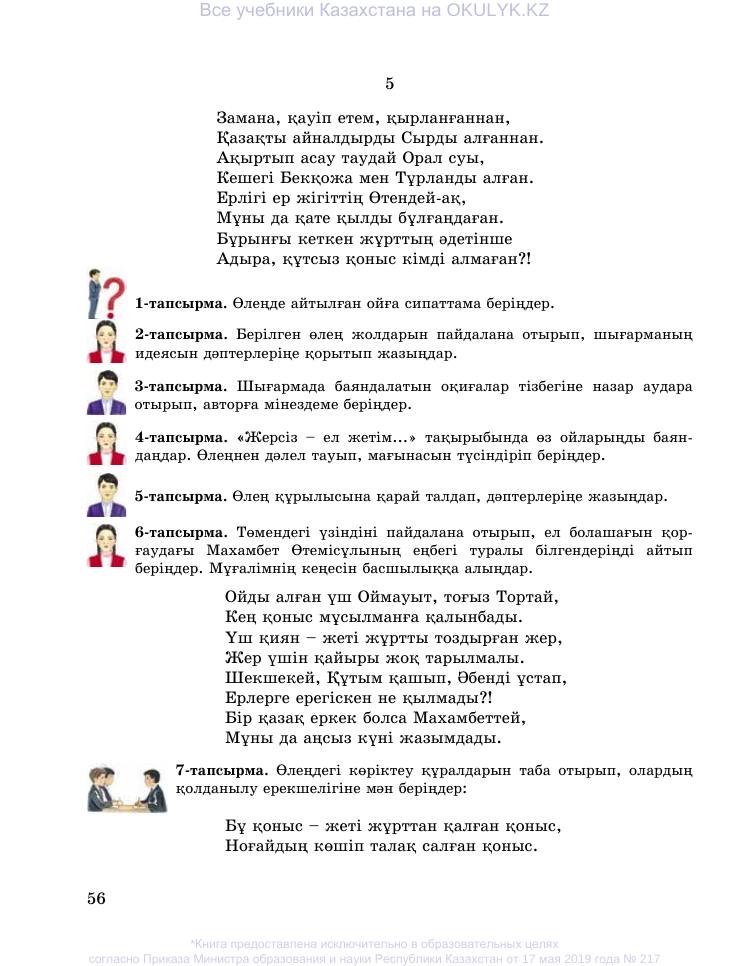 Все учебники Казахстана на OKULYK.KZ
5
Замана, қауіп етем, қырланғаннан,
Қазақты айналдырды Сырды алғаннан.
Ақыртып асау таудай Орал суы,
Кешегі Бекқожа мен Тұрланды алған.
Ерлігі ер жігіттің Өтендей-ақ,
Мұны да қате қылды бұлғаңдаған.
Бұрынғы кеткен жұрттың әдетінше
Адыра, құтсыз қоныс кімді алмаған?!
1-тапсырма. Өлеңде айтылған ойға сипаттама беріңдер.
2-тапсырма. Берілген өлең жолдарын пайдалана отырып, шығарманың
идеясын дәптерлеріңе қорытып жазыңдар.
3-тапсырма. Шығармада баяндалатын оқиғалар тізбегіне назар аудара
отырып, авторға мінездеме беріңдер.
4-тапсырма. «Жерсіз – ел жетім...» тақырыбында өз ойларыңды баян-
даңдар. Өлеңнен дәлел тауып, мағынасын түсіндіріп беріңдер.
5-тапсырма. Өлең құрылысына қарай талдап, дәптерлеріңе жазыңдар.
6-тапсырма. Төмендегі үзіндіні пайдалана отырып, ел болашағын қор-
ғаудағы Махамбет Өтемісұлының еңбегі туралы білгендеріңді айтып
беріңдер. Мұғалімнің кеңесін басшылыққа алыңдар.
Ойды алған үш Оймауыт, тоғыз Тортай,
Кең қоныс мұсылманға қалынбады.
Үш қиян – жеті жұртты тоздырған жер,
Жер үшін қайыры жоқ тарылмалы.
Шекшекей, Құтым қашып, Әбенді ұстап,
Ерлерге ерегіскен не қылмады?!
Бір қазақ еркек болса Махамбеттей,
Мұны да аңсыз күні жазымдады.
7-тапсырма. Өлеңдегі көріктеу құралдарын таба отырып, олардың
қолданылу ерекшелігіне мән беріңдер:
Бұ қоныс – жеті жұрттан қалған қоныс,
Ноғайдың көшіп талақ салған қоныс.
56
*Книга предоставлена исключительно в образовательных целях
согласно Приказа Министра образования и науки Республики Казахстан от 17 мая 2019 года № 217